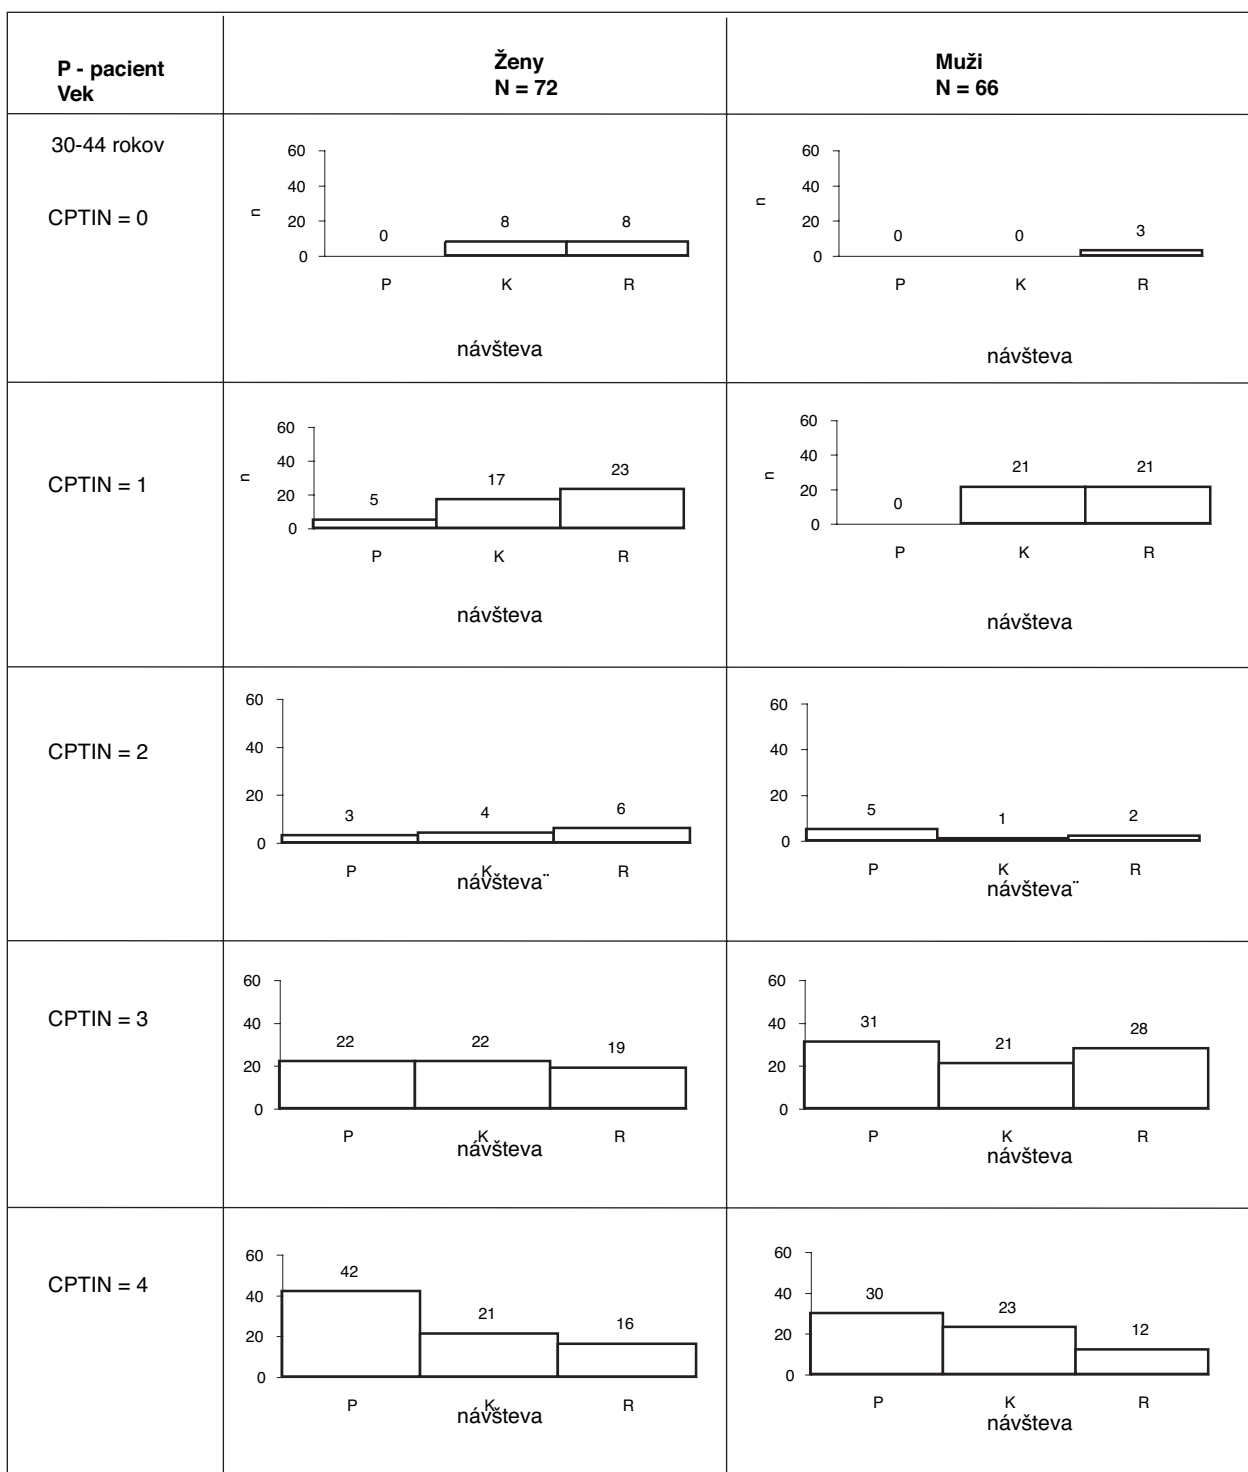 P - pacient
Vek
Ženy
N = 72
Muži
N = 66
30-44 rokov
CPTIN = 0
60
40
20
0
n
0
8
8
P K R
návšteva
60
40
20
0
n
0
0
3
P K R
návšteva
CPTIN = 1
60
40
20
0
n
5
17
23
P K R
návšteva
60
40
20
0
n
0
21
21
P K R
návšteva
CPTIN = 2
60
40
20
0
3
4
6
P K R
návšteva¨
60
40
20
0
5
1
2
P K R
návšteva¨
CPTIN = 3
60
40
20
0
22
22
19
P K R
návšteva
60
40
20
0
31
21
28
P K R
návšteva
CPTIN = 4
60
40
20
0
42
21
16
P K R
návšteva
60
40
20
0
30
23
12
P K R
návšteva